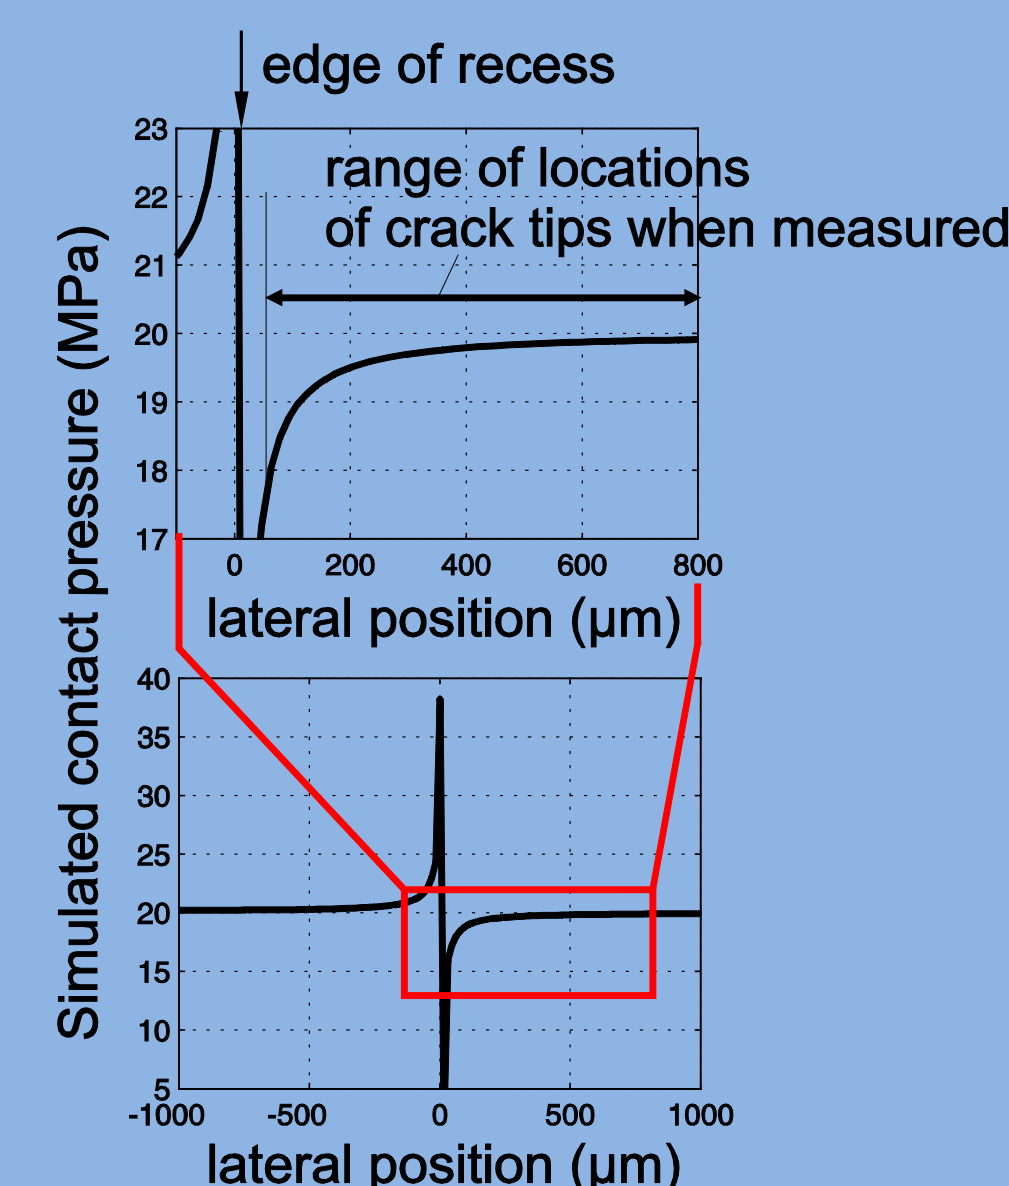 edge of recess
23
range of locations
22
of crack tips when measured
21
20
19
18
17
0 200 400 600 800
lateral position (µm)
Simulated contact pressure (MPa)
40
35
30
25
20
15
10
5
-1000 -500 0 500 1000
lateral position (µm)